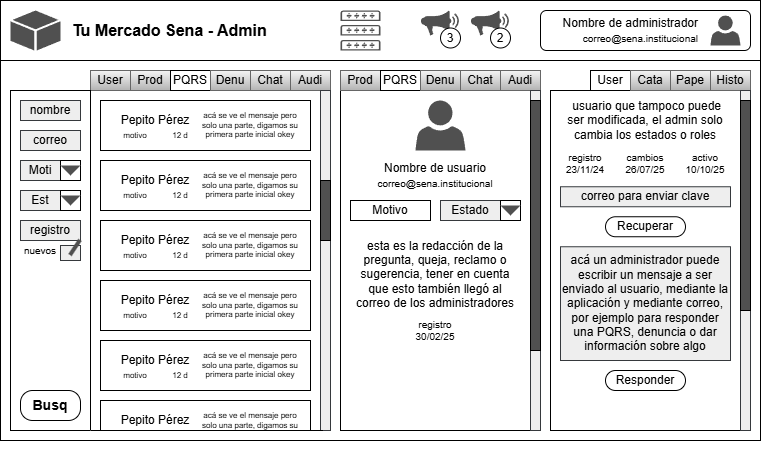 Tu Mercado Sena - Admin
3
2
Nombre de administrador
correo@sena.institucional
User Prod PQRS Denu Chat Audi
nombre
correo
Moti
Est
registro
nuevos
Busq
Pepito Pérez
motivo 12 d
acá se ve el mensaje pero
solo una parte, digamos su
primera parte inicial okey
Pepito Pérez
motivo 12 d
acá se ve el mensaje pero
solo una parte, digamos su
primera parte inicial okey
Pepito Pérez
motivo 12 d
acá se ve el mensaje pero
solo una parte, digamos su
primera parte inicial okey
Pepito Pérez
motivo 12 d
acá se ve el mensaje pero
solo una parte, digamos su
primera parte inicial okey
Pepito Pérez
motivo 12 d
acá se ve el mensaje pero
solo una parte, digamos su
primera parte inicial okey
Pepito Pérez
acá se ve el mensaje pero
solo una parte, digamos su
Prod PQRS Denu Chat Audi
Nombre de usuario
correo@sena.institucional
Motivo
Estado
esta es la redacción de la
pregunta, queja, reclamo o
sugerencia, tener en cuenta
que esto también llegó al
correo de los administradores
registro
30/02/25
User Cata Pape Histo
usuario que tampoco puede
ser modificada, el admin solo
cambia los estados o roles
registro cambios activo
23/11/24 26/07/25 10/10/25
correo para enviar clave
Recuperar
acá un administrador puede
escribir un mensaje a ser
enviado al usuario, mediante la
aplicación y mediante correo,
por ejemplo para responder
una PQRS, denuncia o dar
información sobre algo
Responder